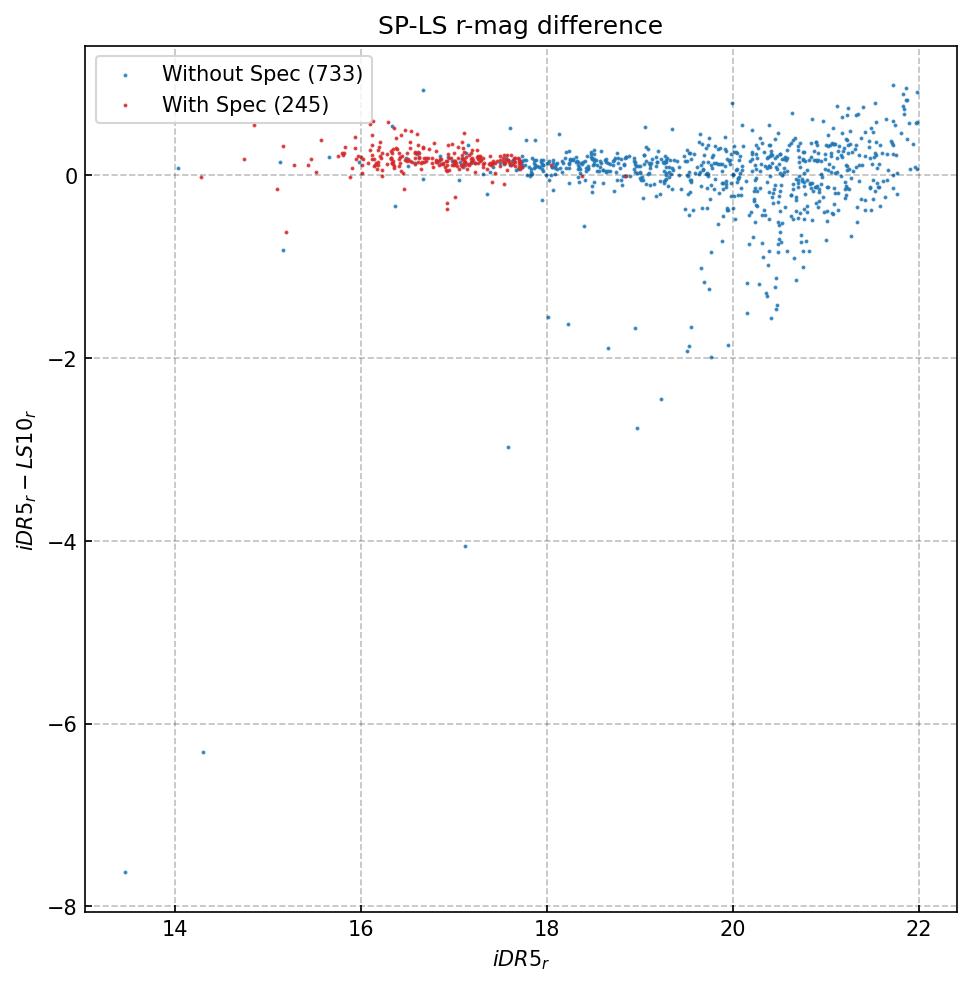 SP-LS r-mag difference
Without Spec (733)
With Spec (245)
0
−2
−4
−6
−8
14 16 18 20 22
iDR5r
iDR5r − LS10r